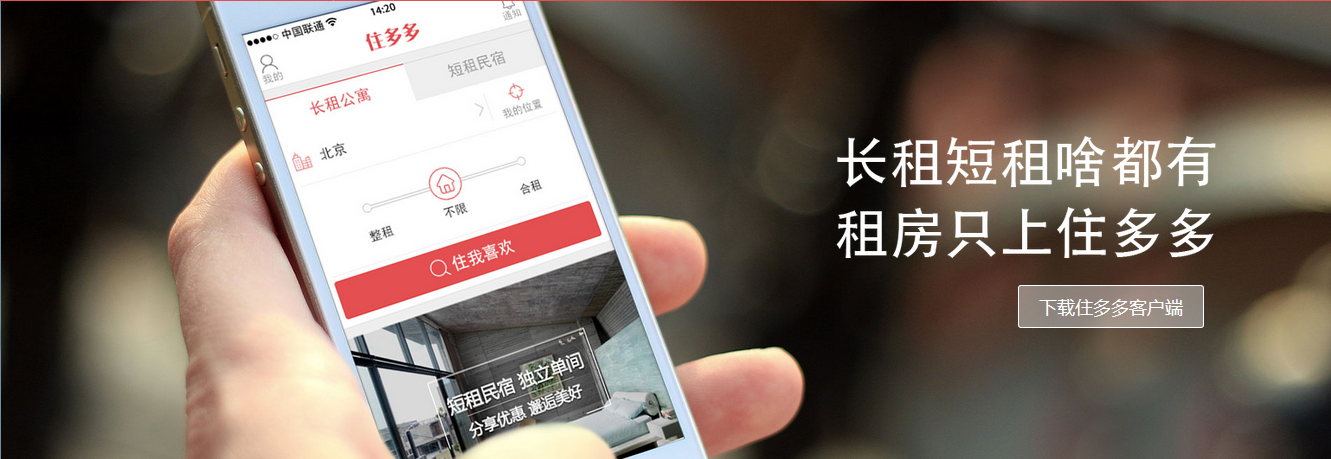 中国联通
14:20
我的
住多多
通知
长租公寓
短租民宿
北京
我的位置
整租
不限
合租
住我喜欢
短租民宿 独立单间
分享优惠 邂逅美好
长租短租啥都有
租房只上住多多
下载住多多客户端